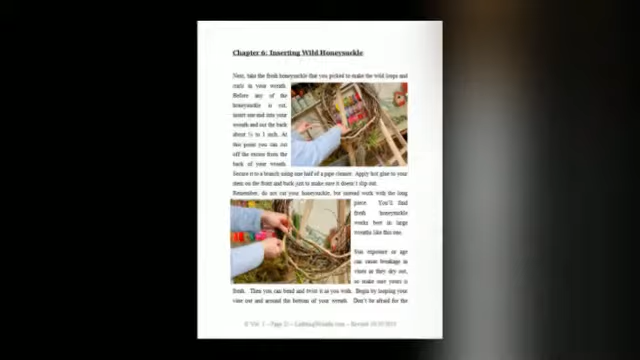 Chapter 6: Inserting Wild Honeysuckle
Next, take the fresh honeysuckle that you picked to make the wild loops and
curls in your wreath.
Before any of the
honeysuckle is cut,
insert one end into your
wreath and out the back
about ½ to 1 inch. At
this point you can cut
off the excess from the
back of your wreath.
Secure it to a branch using one half of a pipe cleaner. Apply hot glue to your
stem on the front and back just to make sure it doesn't slip out.
Remember, do not cut your honeysuckle, but instead work with the long
piece. You'll find
fresh honeysuckle
works best in large
wreaths like this one.
Sun exposure or age
can cause breakage in
vines as they dry out,
so make sure yours is
fresh. Then you can bend and twist it as you work. Begin by looping your
vine out and around the bottom of your wreath. Don't be afraid for the
© Vol. 1 – Page 21 –